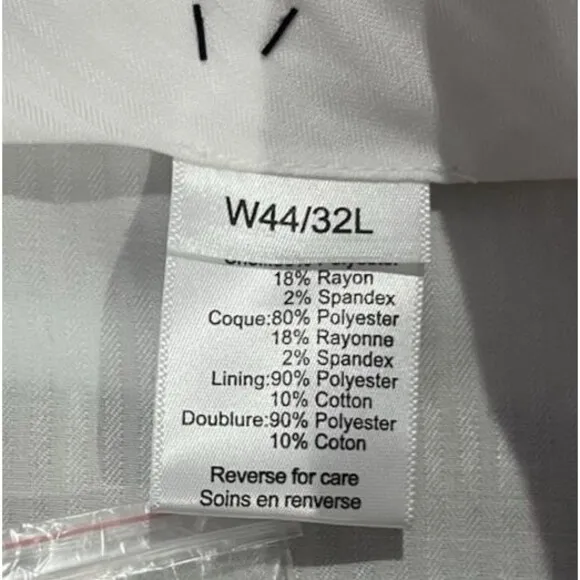 W44/32L
18% Rayon
2% Spandex
Coque:80% Polyester
18% Rayonne
2% Spandex
Lining:90% Polyester
10% Cotton
Doublure:90% Polyester
10% Coton
Reverse for care
Soins en renverse